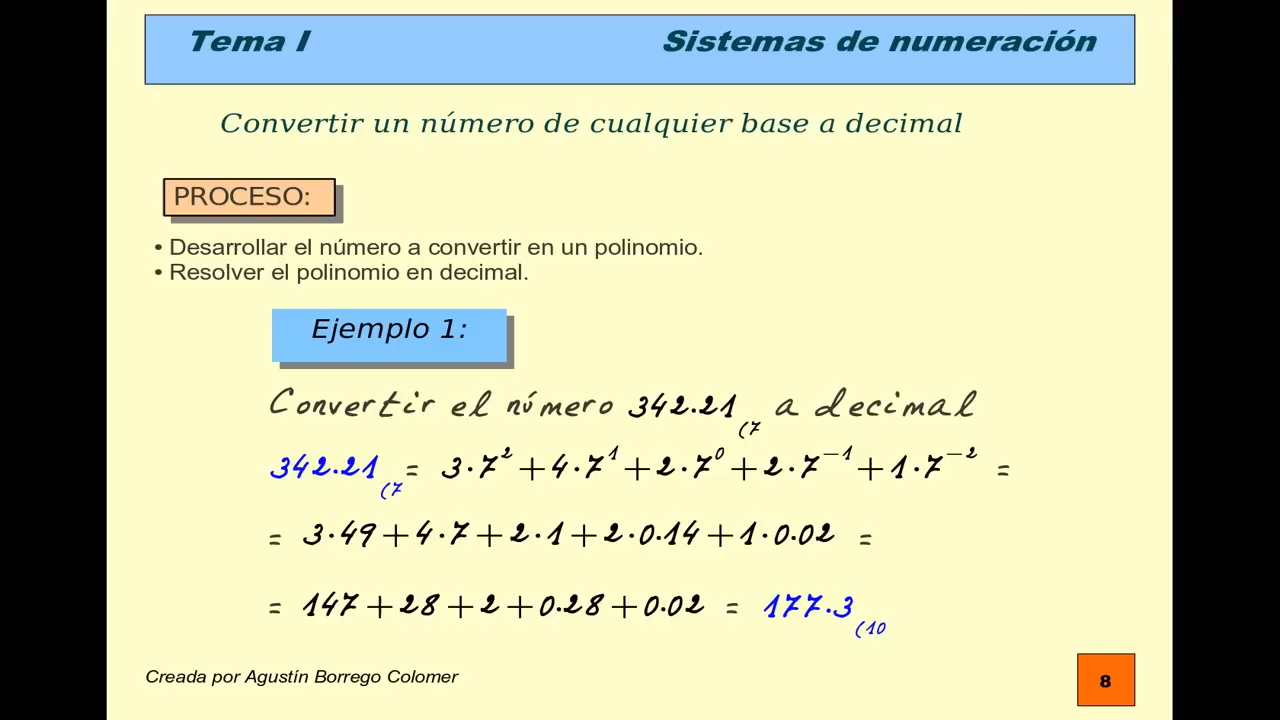 Tema I Sistemas de numeración
Convertir un número de cualquier base a decimal
PROCESO:
• Desarrollar el número a convertir en un polinomio.
• Resolver el polinomio en decimal.
Ejemplo 1:
Convertir el número 342.21₍₇ a decimal
342.21₍₇ = 3·7² + 4·7¹ + 2·7⁰ + 2·7⁻¹ + 1·7⁻² =
= 3·49 + 4·7 + 2·1 + 2·0.14 + 1·0.02 =
= 147 + 28 + 2 + 0.28 + 0.02 = 177.3₍₁₀
Creada por Agustín Borrego Colomer
8